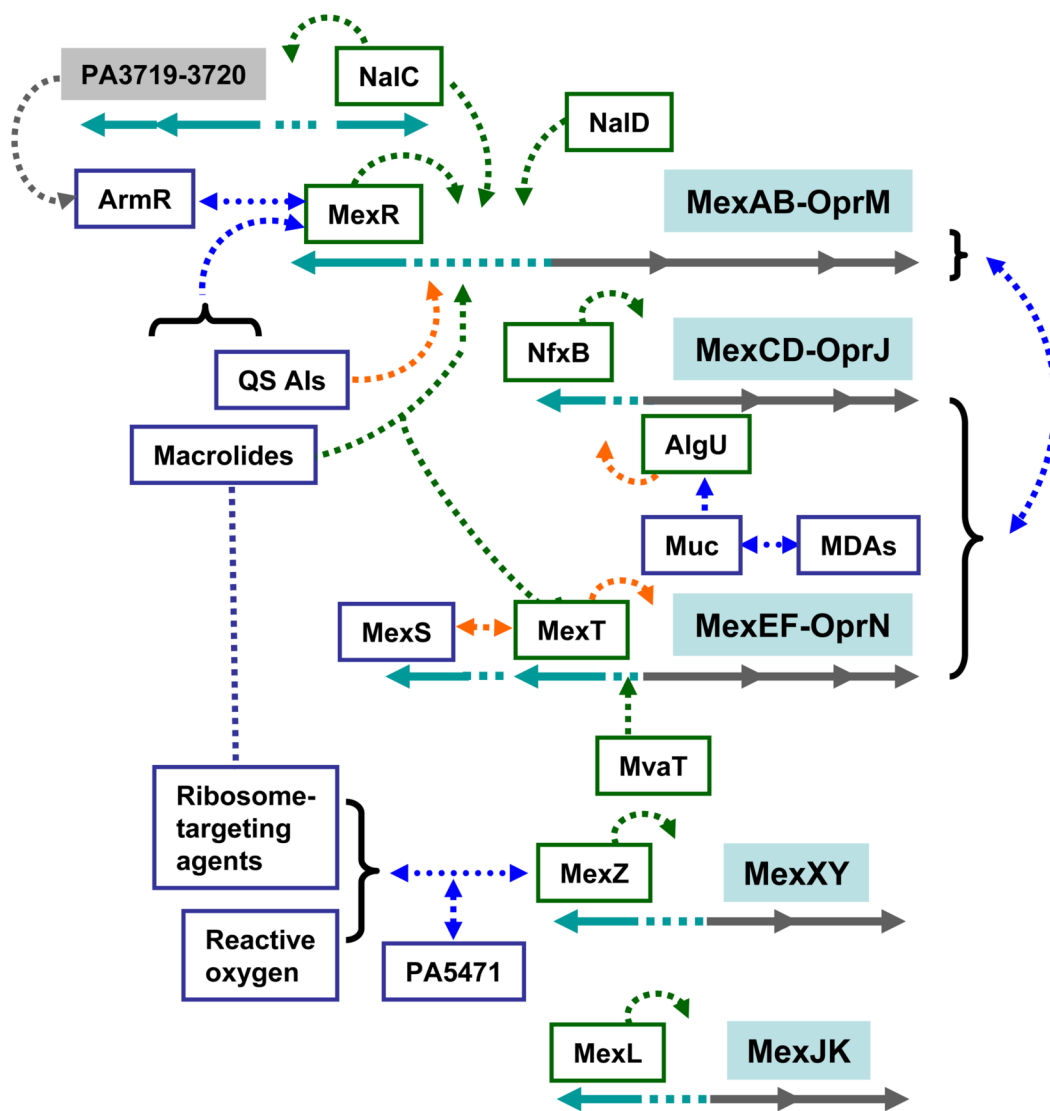 PA3719-3720
NalC
NalD
ArmR
MexR
MexAB-OprM
NfxB
MexCD-OprJ
QS AIs
Macrolides
AlgU
Muc
MDAs
MexS
MexT
MexEF-OprN
MvaT
Ribosome-
targeting
agents
MexZ
MexXY
Reactive
oxygen
PA5471
MexL
MexJK